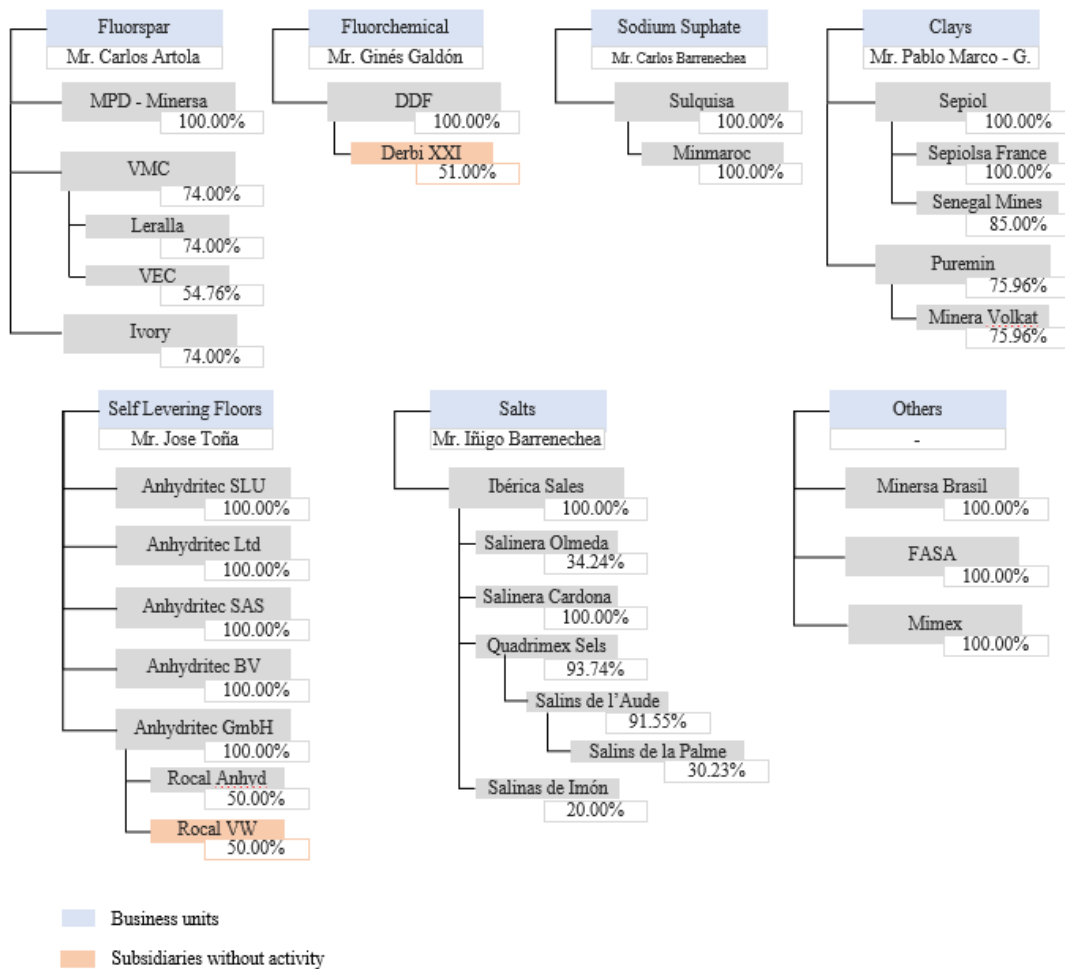 Fluorspar
Mr. Carlos Artola
MPD - Minersa
100.00%
VMC
74.00%
Leralla
74.00%
VEC
54.76%
Ivory
74.00%
Fluorchemical
Mr. Ginés Galdón
DDF
100.00%
Derbi XXI
51.00%
Sodium Suphate
Mr. Carlos Barrenechea
Sulquisa
100.00%
Minmaroc
100.00%
Clays
Mr. Pablo Marco - G.
Sepiol
100.00%
Sepiolsa France
100.00%
Senegal Mines
85.00%
Puremin
75.96%
Minera Volkat
75.96%
Self Levering Floors
Mr. Jose Toña
Anhydritec SLU
100.00%
Anhydritec Ltd
100.00%
Anhydritec SAS
100.00%
Anhydritec BV
100.00%
Anhydritec GmbH
100.00%
Rocal Anhyd
50.00%
Rocal VW
50.00%
Salts
Mr. Iñigo Barrenechea
Ibérica Sales
100.00%
Salinera Olmeda
34.24%
Salinera Cardona
100.00%
Quadrimex Sels
93.74%
Salins de l’Aude
91.55%
Salins de la Palme
30.23%
Salinas de Imón
20.00%
Others
-
Minersa Brasil
100.00%
FASA
100.00%
Mimex
100.00%
Business units
Subsidiaries without activity